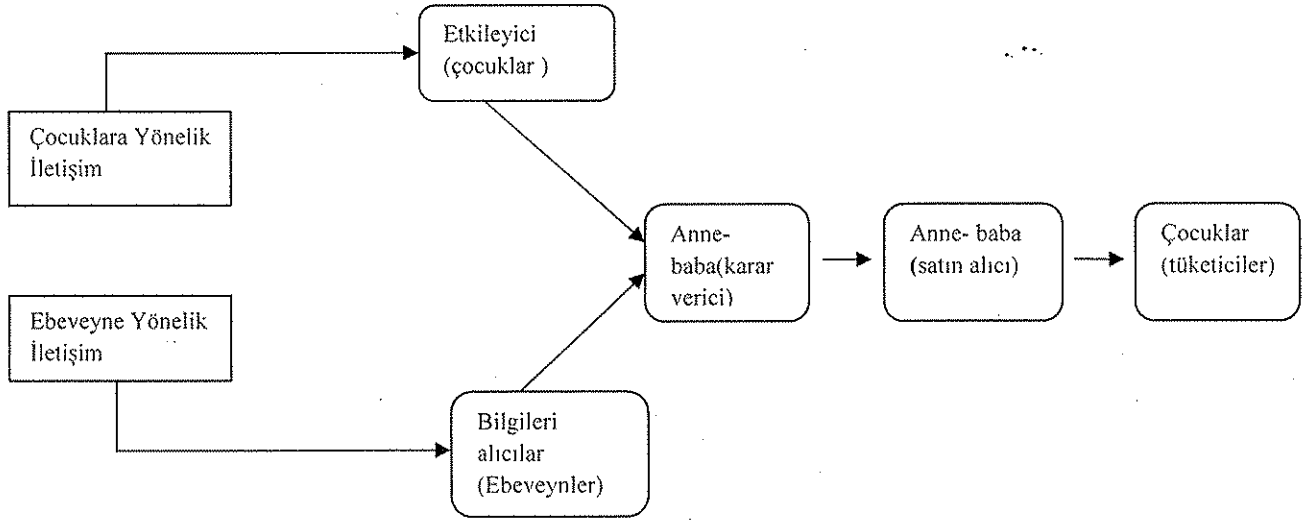 Etkileyici
(çocuklar )
Çocuklara Yönelik
İletişim
Anne-
baba(karar
verici)
Anne- baba
(satın alıcı)
Çocuklar
(tüketiciler)
Ebeveyne Yönelik
İletişim
Bilgileri
alıcılar
(Ebeveynler)